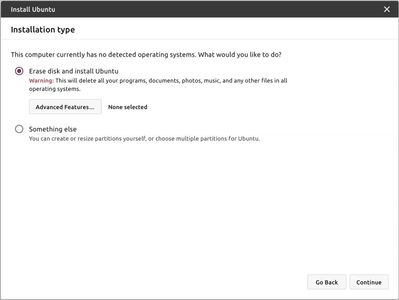 Install Ubuntu
Installation type
This computer currently has no detected operating systems. What would you like to do?
Erase disk and install Ubuntu
Warning: This will delete all your programs, documents, photos, music, and any other files in all
operating systems.
Advanced Features... None selected
Something else
You can create or resize partitions yourself, or choose multiple partitions for Ubuntu.
Go Back Continue